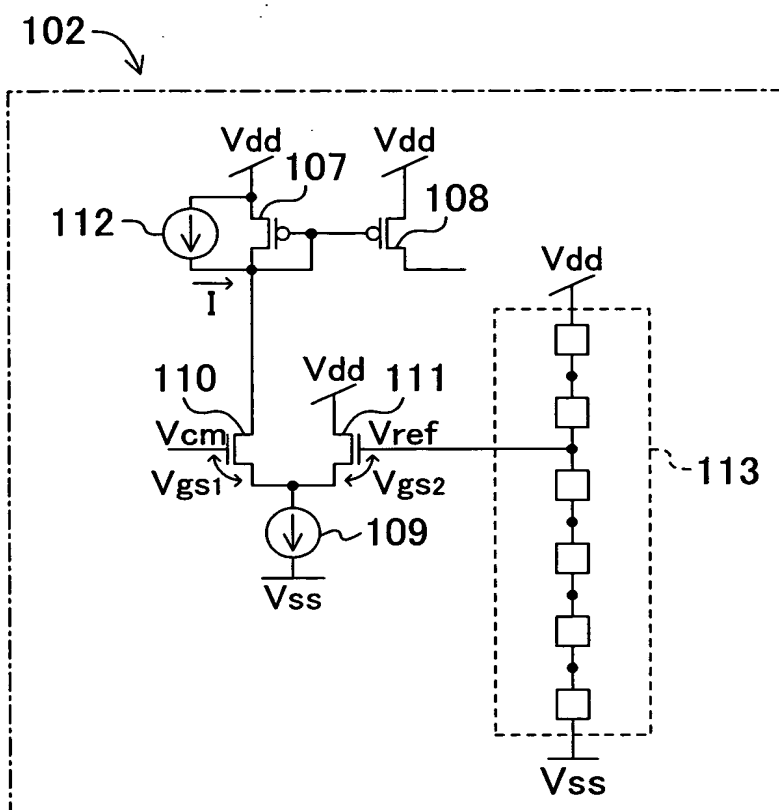 102
Vdd
107
Vdd
108
112
I
Vdd
110
Vdd
111
Vcm
Vref
Vgs1
Vgs2
113
109
Vss
Vss